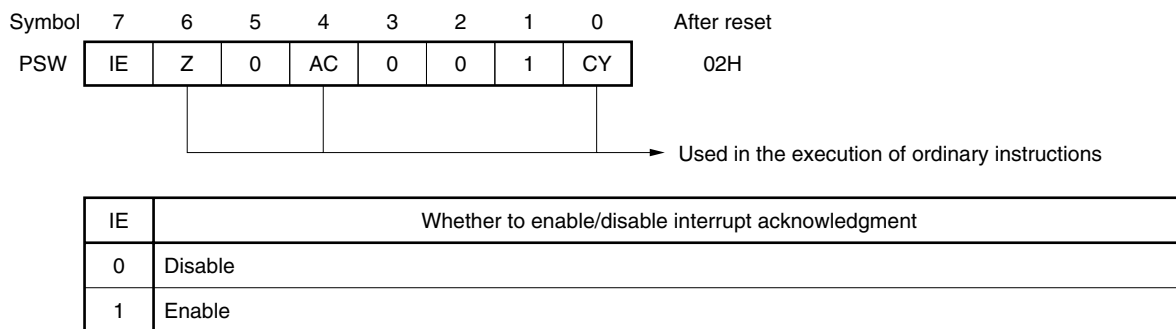 Symbol 7 6 5 4 3 2 1 0 After reset
PSW IE Z 0 AC 0 0 1 CY 02H
Used in the execution of ordinary instructions
IE Whether to enable/disable interrupt acknowledgment
0 Disable
1 Enable